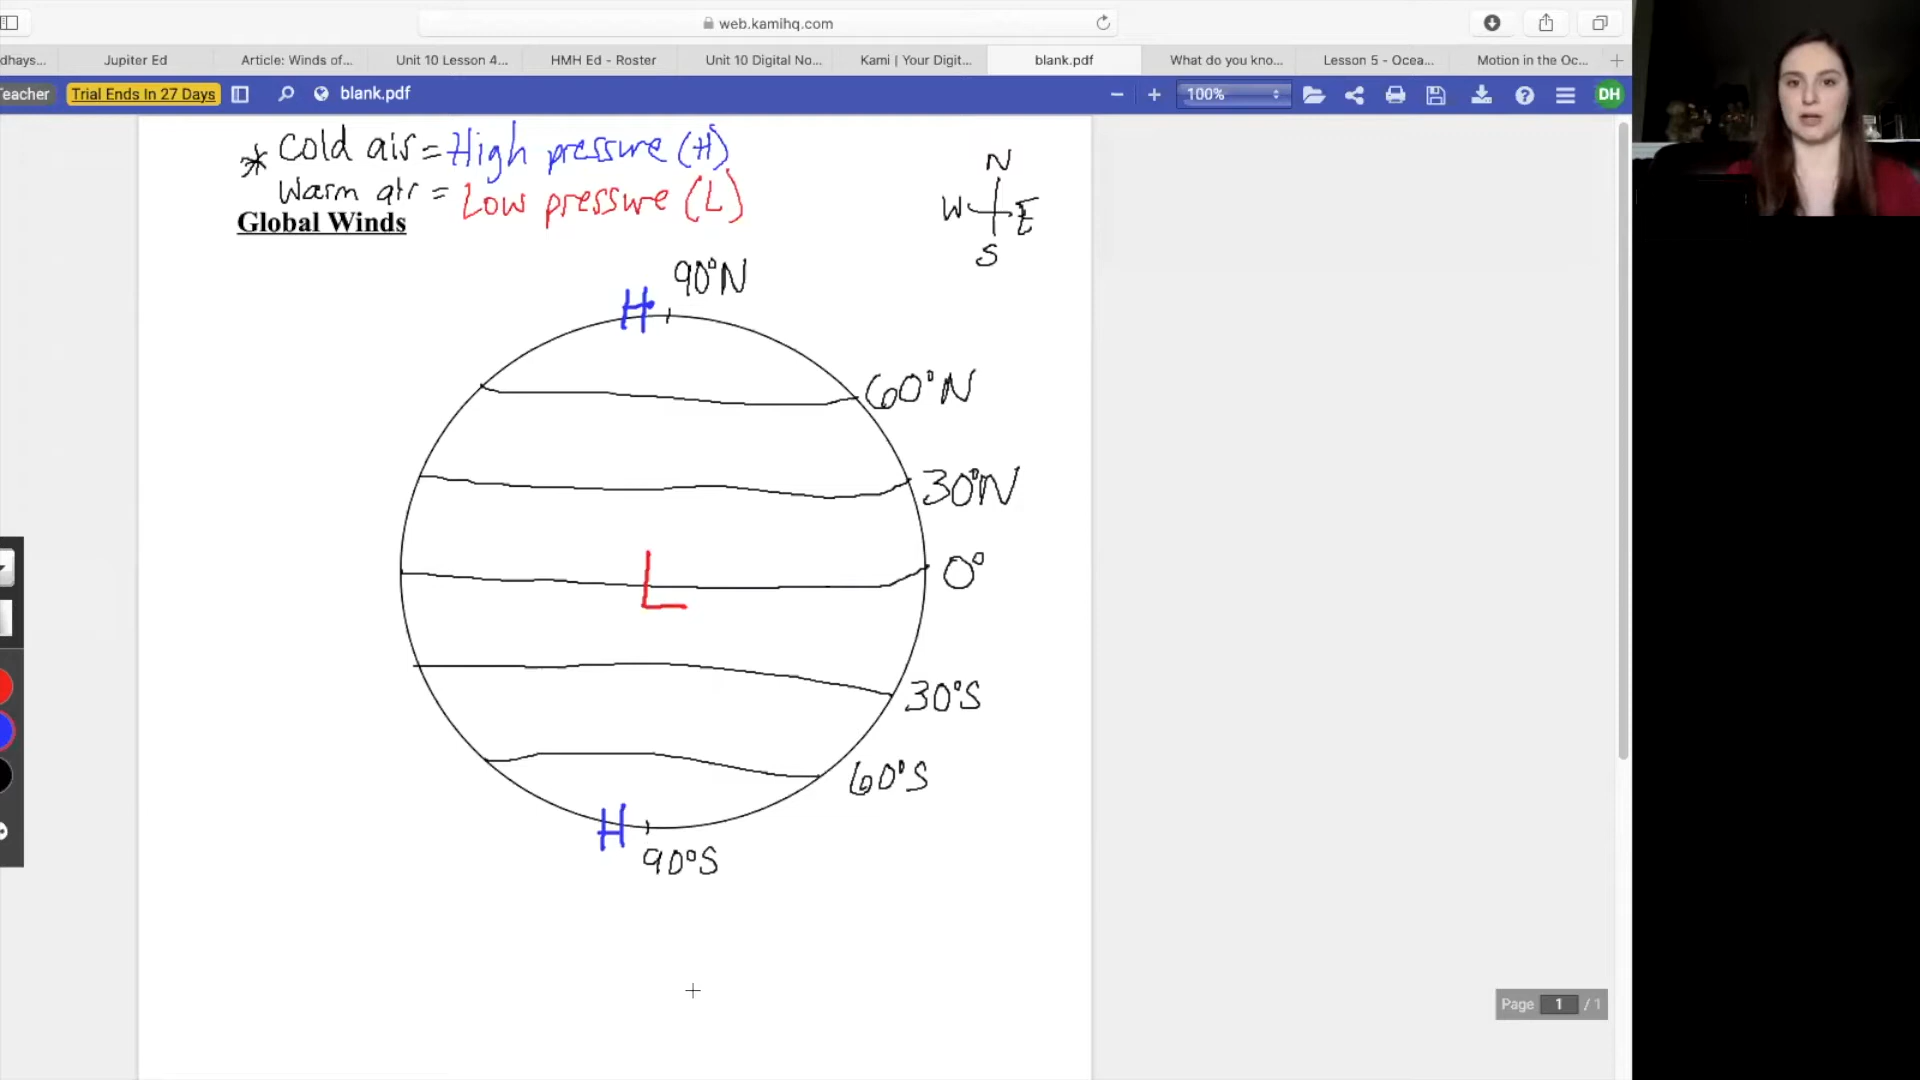 web.kamihq.com
dhays...
Jupiter Ed
Article: Winds of...
Unit 10 Lesson 4...
HMH Ed - Roster
Unit 10 Digital No...
Kami | Your Digit...
blank.pdf
What do you kno...
Lesson 5 - Ocea...
Motion in the Oc...
Teacher
Trial Ends In 27 Days
blank.pdf
100%
DH
* Cold air = High pressure (H)
Warm air = Low pressure (L)
Global Winds
N
W E
S
90°N
H
60°N
30°N
L
0°
30°S
60°S
H
90°S
Page 1 / 1